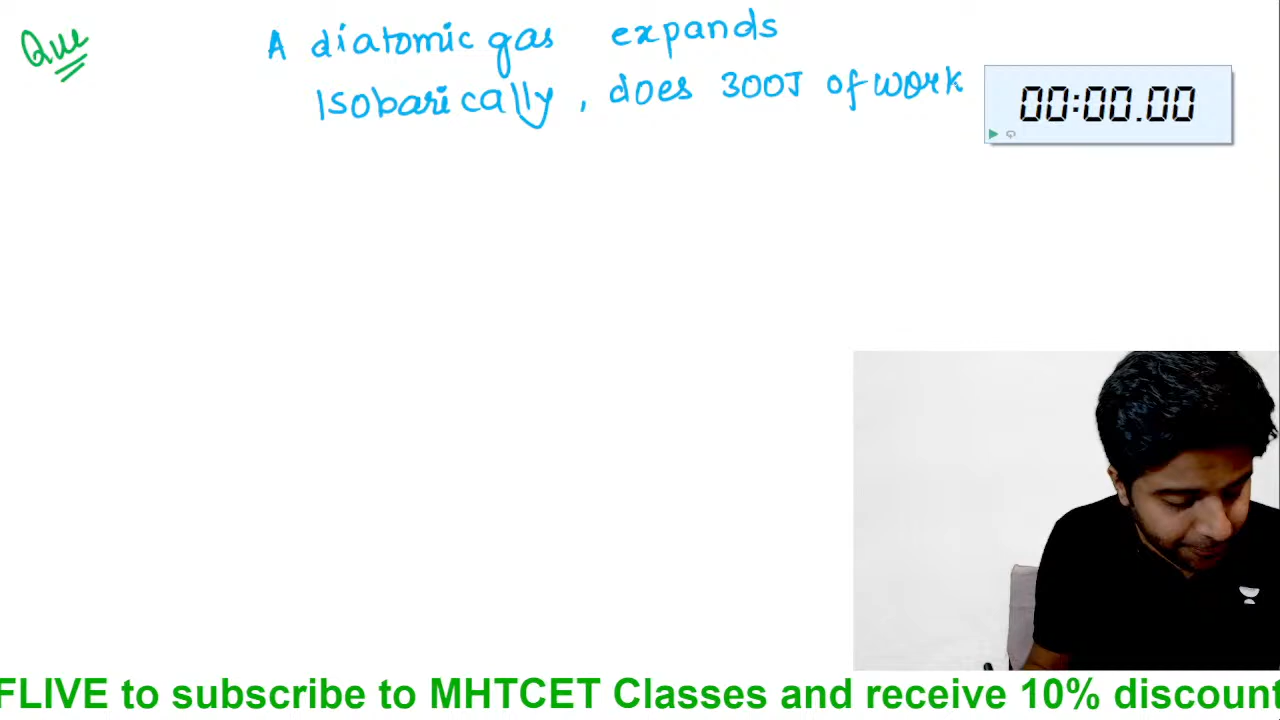 Que
A diatomic gas expands
Isobarically, does 300J of work
00:00.00
FLIVE to subscribe to MHTCET Classes and receive 10% discount